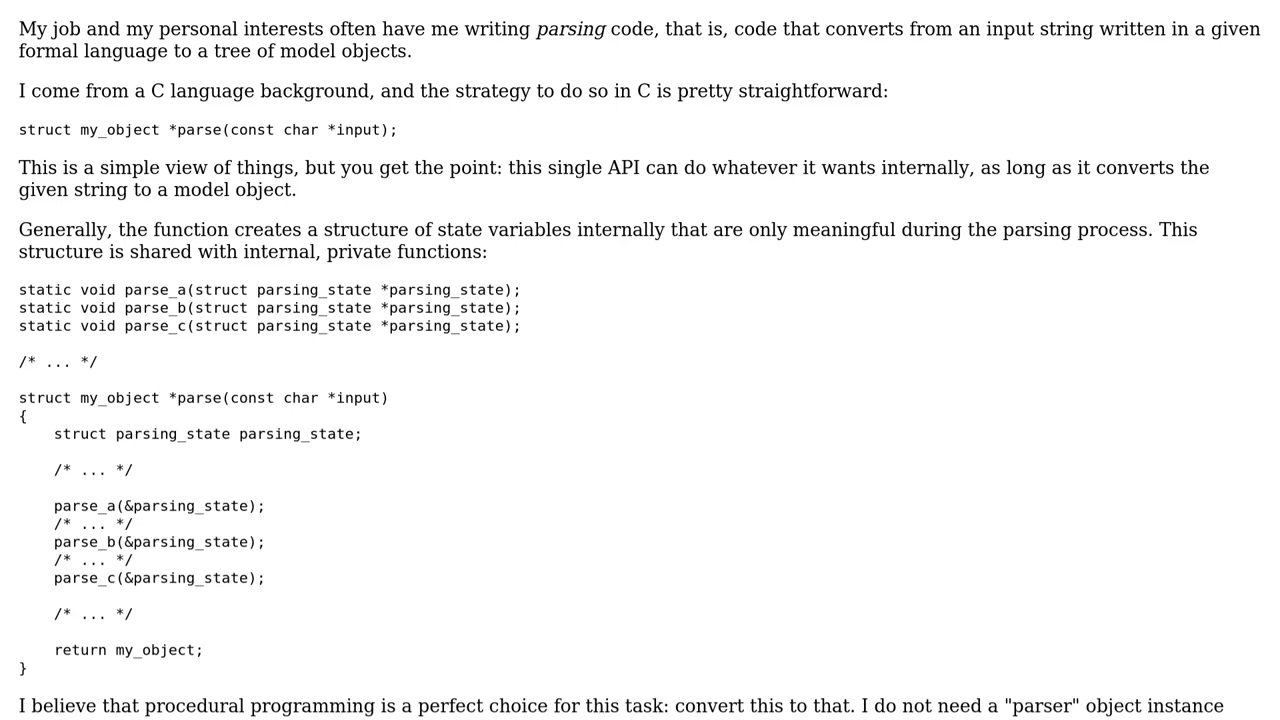 My job and my personal interests often have me writing parsing code, that is, code that converts from an input string written in a given
formal language to a tree of model objects.
I come from a C language background, and the strategy to do so in C is pretty straightforward:
struct my_object *parse(const char *input);
This is a simple view of things, but you get the point: this single API can do whatever it wants internally, as long as it converts the
given string to a model object.
Generally, the function creates a structure of state variables internally that are only meaningful during the parsing process. This
structure is shared with internal, private functions:
static void parse_a(struct parsing_state *parsing_state);
static void parse_b(struct parsing_state *parsing_state);
static void parse_c(struct parsing_state *parsing_state);
/* ... */
struct my_object *parse(const char *input)
{
    struct parsing_state parsing_state;
    /* ... */
    parse_a(&parsing_state);
    /* ... */
    parse_b(&parsing_state);
    /* ... */
    parse_c(&parsing_state);
    /* ... */
    return my_object;
}
I believe that procedural programming is a perfect choice for this task: convert this to that. I do not need a "parser" object instance